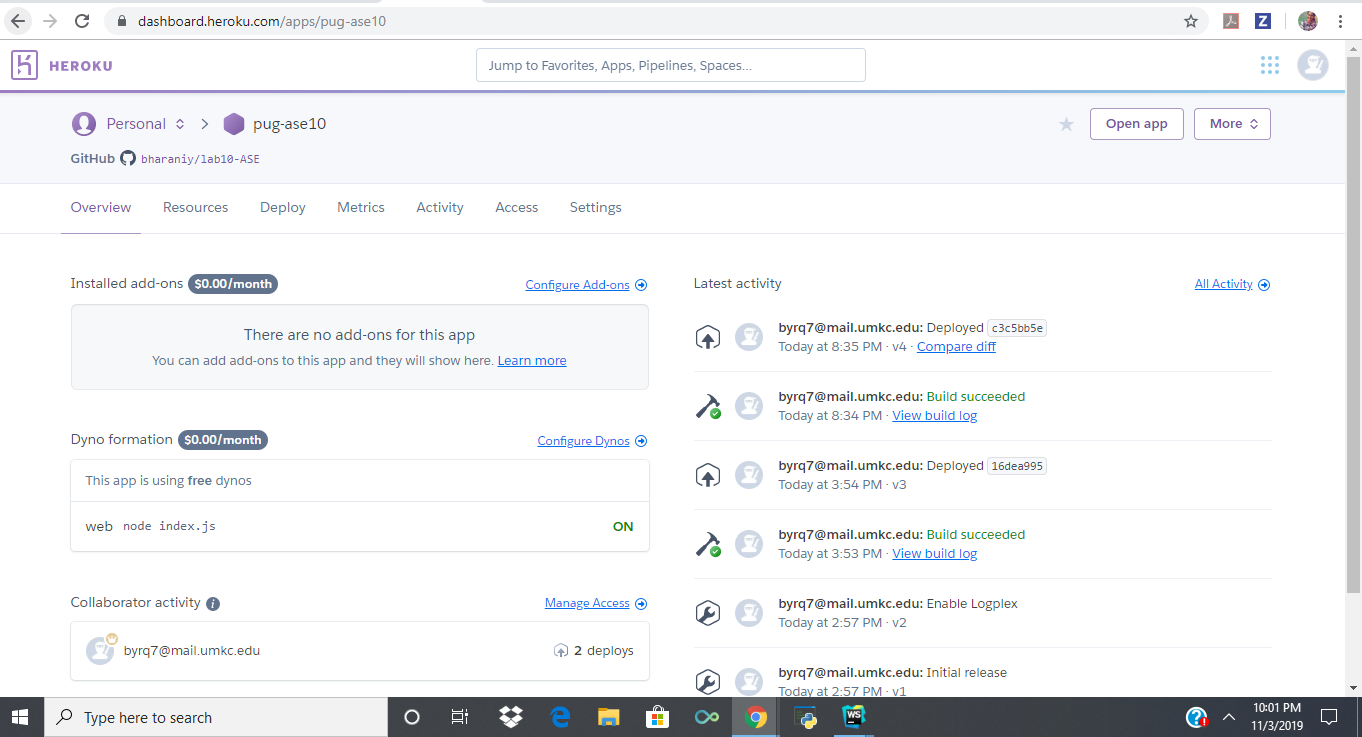 dashboard.heroku.com/apps/pug-ase10
HEROKU
Jump to Favorites, Apps, Pipelines, Spaces...
Personal
pug-ase10
Open app
More
GitHub bharaniy/lab10-ASE
Overview Resources Deploy Metrics Activity Access Settings
Installed add-ons $0.00/month
Configure Add-ons
There are no add-ons for this app
You can add add-ons to this app and they will show here. Learn more
Dyno formation $0.00/month
Configure Dynos
This app is using free dynos
web node index.js ON
Collaborator activity
Manage Access
byrq7@mail.umkc.edu
2 deploys
Latest activity
All Activity
byrq7@mail.umkc.edu: Deployed c3c5bb5e
Today at 8:35 PM · v4 · Compare diff
byrq7@mail.umkc.edu: Build succeeded
Today at 8:34 PM · View build log
byrq7@mail.umkc.edu: Deployed 16dea995
Today at 3:54 PM · v3
byrq7@mail.umkc.edu: Build succeeded
Today at 3:53 PM · View build log
byrq7@mail.umkc.edu: Enable Logplex
Today at 2:57 PM · v2
byrq7@mail.umkc.edu: Initial release
Today at 2:57 PM · v1
Type here to search
WS
10:01 PM
11/3/2019